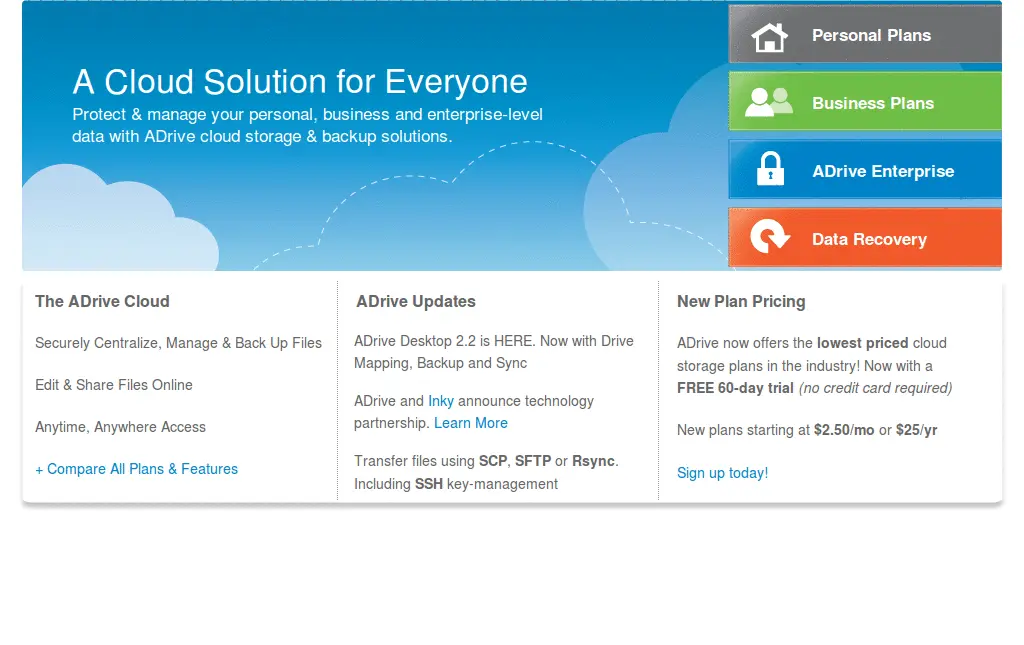 A Cloud Solution for Everyone
Protect & manage your personal, business and enterprise-level
data with ADrive cloud storage & backup solutions.
Personal Plans
Business Plans
ADrive Enterprise
Data Recovery
The ADrive Cloud
Securely Centralize, Manage & Back Up Files
Edit & Share Files Online
Anytime, Anywhere Access
+ Compare All Plans & Features
ADrive Updates
ADrive Desktop 2.2 is HERE. Now with Drive
Mapping, Backup and Sync
ADrive and Inky announce technology
partnership. Learn More
Transfer files using SCP, SFTP or Rsync.
Including SSH key-management
New Plan Pricing
ADrive now offers the lowest priced cloud
storage plans in the industry! Now with a
FREE 60-day trial (no credit card required)
New plans starting at $2.50/mo or $25/yr
Sign up today!